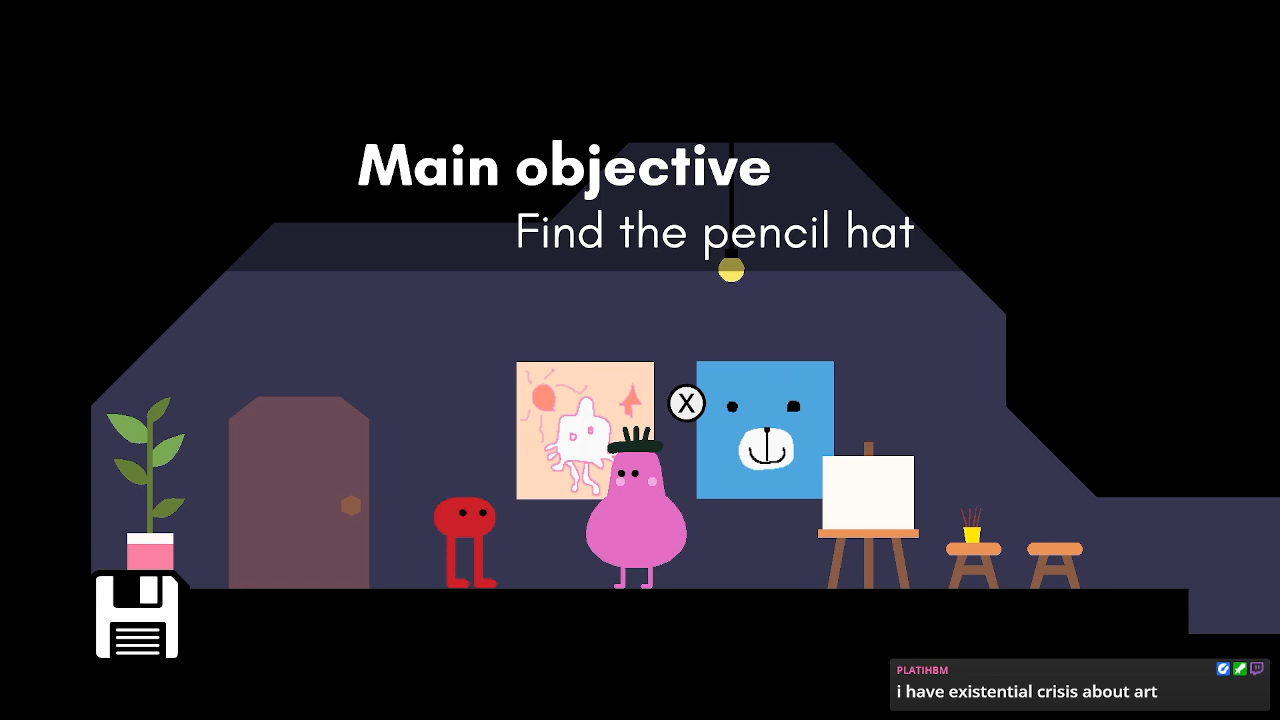 Main objective
Find the pencil hat
X
PLATIHBM
i have existential crisis about art